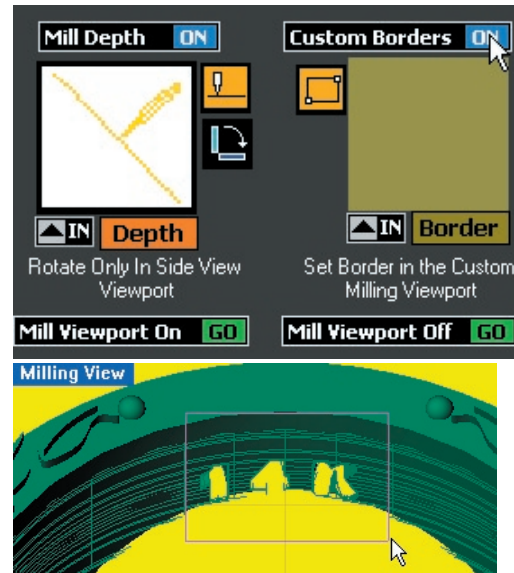 Mill Depth ON
Custom Borders ON
IN Depth
IN Border
Rotate Only In Side View
Viewport
Set Border in the Custom
Milling Viewport
Mill Viewport On GO
Mill Viewport Off GO
Milling View